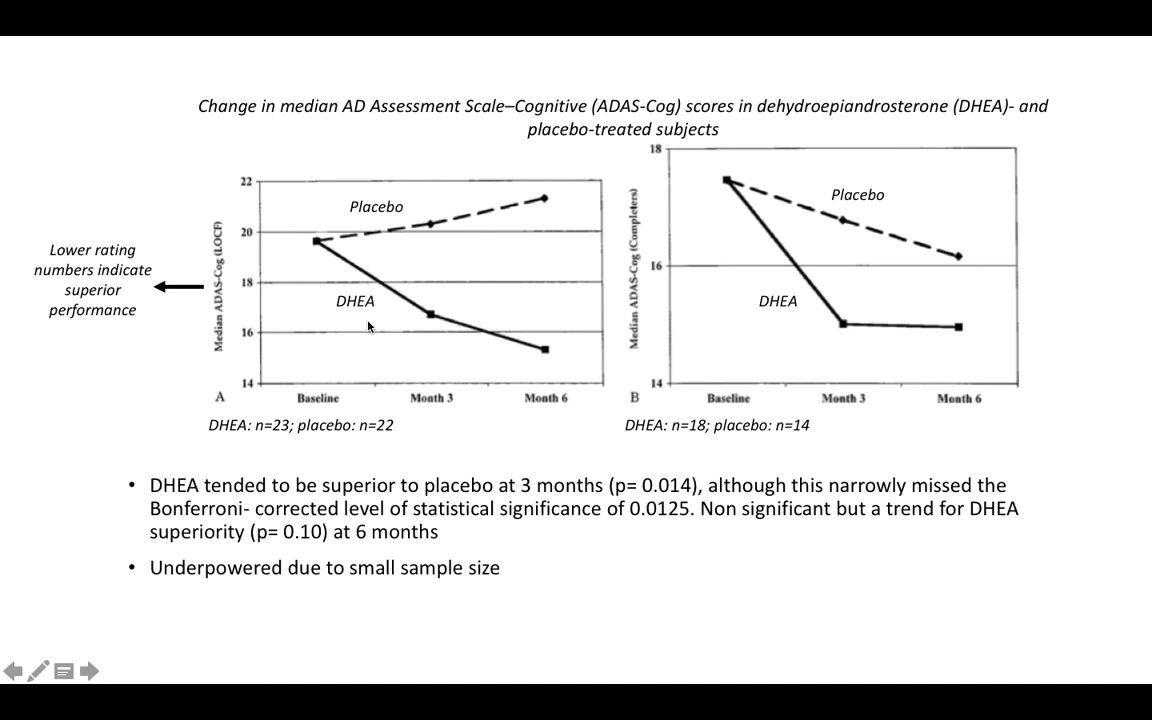 Change in median AD Assessment Scale–Cognitive (ADAS-Cog) scores in dehydroepiandrosterone (DHEA)- and
placebo-treated subjects
Lower rating
numbers indicate
superior
performance
Median ADAS-Cog (LOCF)
22
20
18
16
14
Placebo
DHEA
A
Baseline
Month 3
Month 6
DHEA: n=23; placebo: n=22
Median ADAS-Cog (Completers)
18
16
14
Placebo
DHEA
B
Baseline
Month 3
Month 6
DHEA: n=18; placebo: n=14
• DHEA tended to be superior to placebo at 3 months (p= 0.014), although this narrowly missed the
Bonferroni- corrected level of statistical significance of 0.0125. Non significant but a trend for DHEA
superiority (p= 0.10) at 6 months
• Underpowered due to small sample size